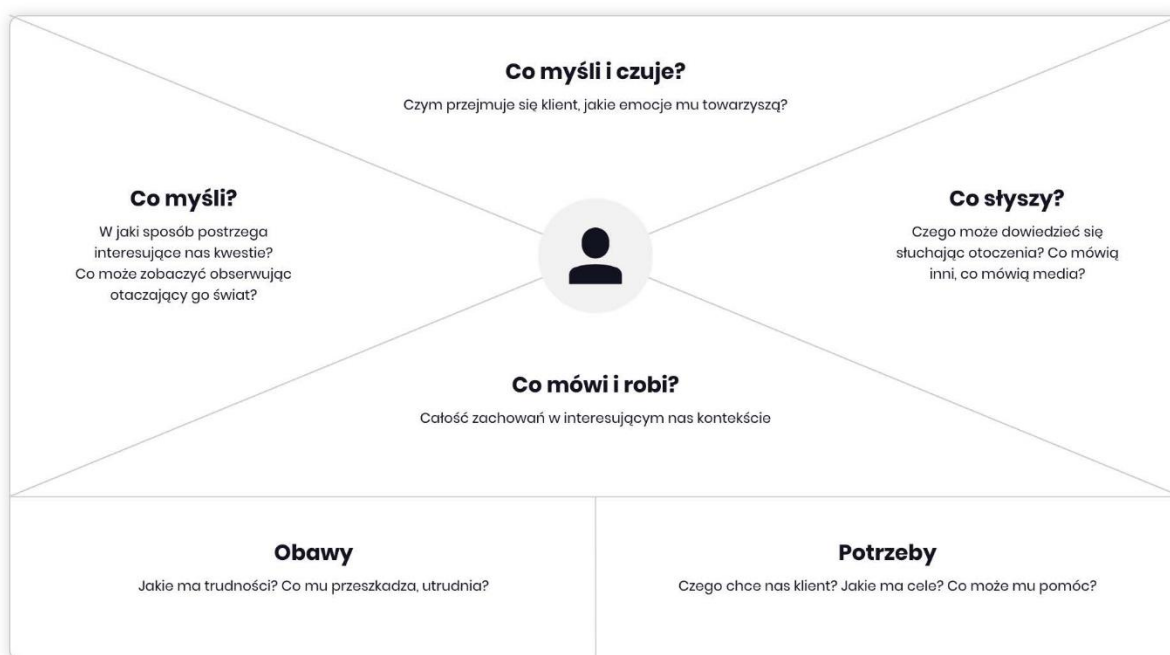 Co myśli i czuje?
Czym przejmuje się klient, jakie emocje mu towarzyszą?
Co myśli?
W jaki sposób postrzega
interesujące nas kwestie?
Co może zobaczyć obserwując
otaczający go świat?
Co słyszy?
Czego może dowiedzieć się
słuchając otoczenia? Co mówią
inni, co mówią media?
Co mówi i robi?
Całość zachowań w interesującym nas kontekście
Obawy
Jakie ma trudności? Co mu przeszkadza, utrudnia?
Potrzeby
Czego chce nas klient? Jakie ma cele? Co może mu pomóc?